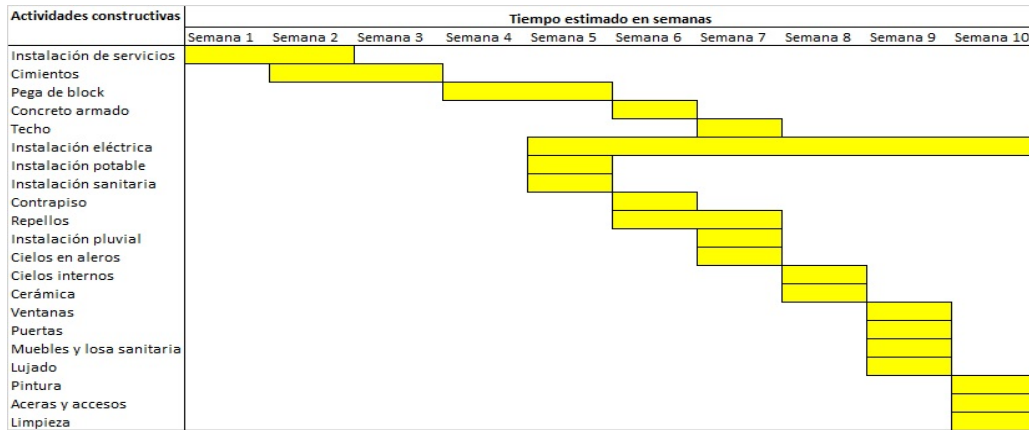 Actividades constructivas
Tiempo estimado en semanas
Semana 1 Semana 2 Semana 3 Semana 4 Semana 5 Semana 6 Semana 7 Semana 8 Semana 9 Semana 10
Instalación de servicios
Cimientos
Pega de block
Concreto armado
Techo
Instalación eléctrica
Instalación potable
Instalación sanitaria
Contrapiso
Repellos
Instalación pluvial
Cielos en aleros
Cielos internos
Cerámica
Ventanas
Puertas
Muebles y losa sanitaria
Lujado
Pintura
Aceras y accesos
Limpieza